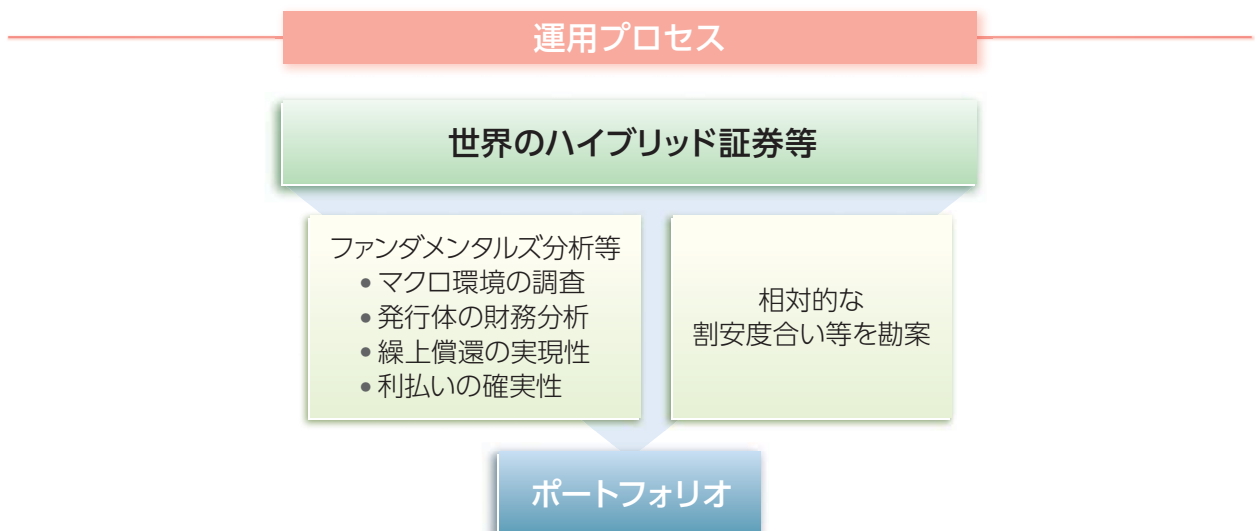 運用プロセス
世界のハイブリッド証券等
ファンダメンタルズ分析等
●マクロ環境の調査
●発行体の財務分析
●繰上償還の実現性
●利払いの確実性
相対的な
割安度合い等を勘案
ポートフォリオ